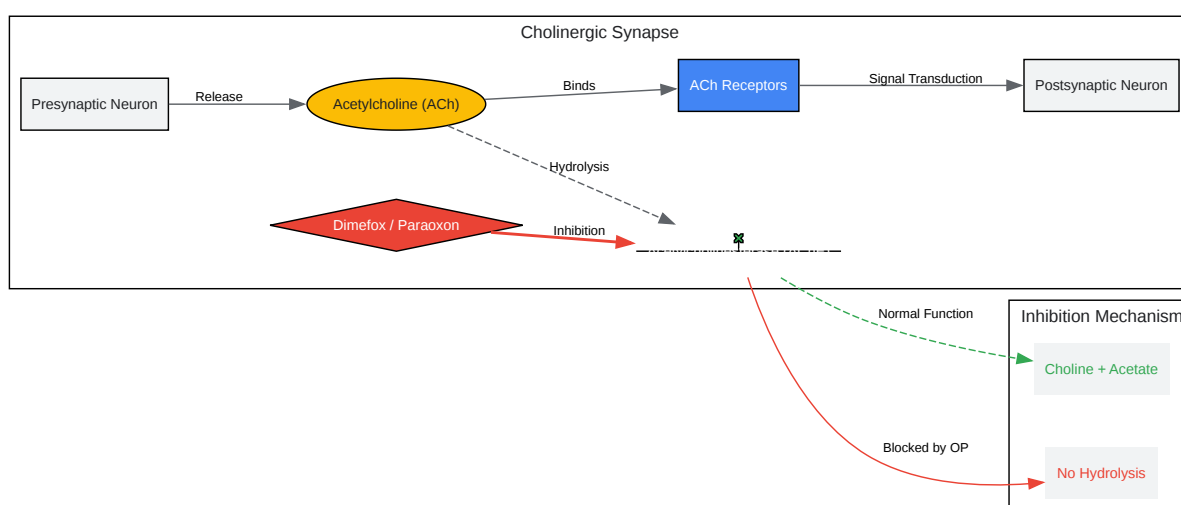 Cholinergic Synapse
Presynaptic Neuron
Release
Acetylcholine (ACh)
Binds
ACh Receptors
Signal Transduction
Postsynaptic Neuron
Hydrolysis
Dimefox / Paraoxon
Inhibition
Normal Function
Inhibition Mechanism
Choline + Acetate
Blocked by OP
No Hydrolysis